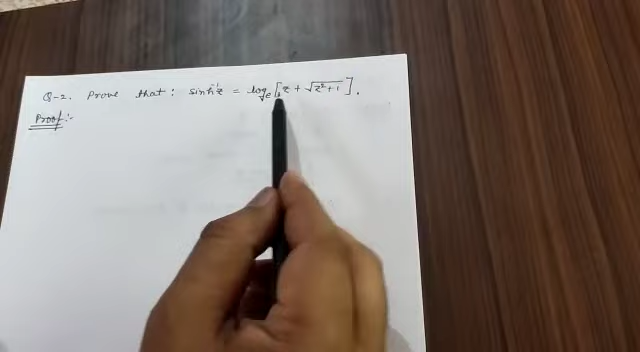 Q-2. Prove that: sinh⁻¹z = logₑ[z + √z²+1].
Proof:-